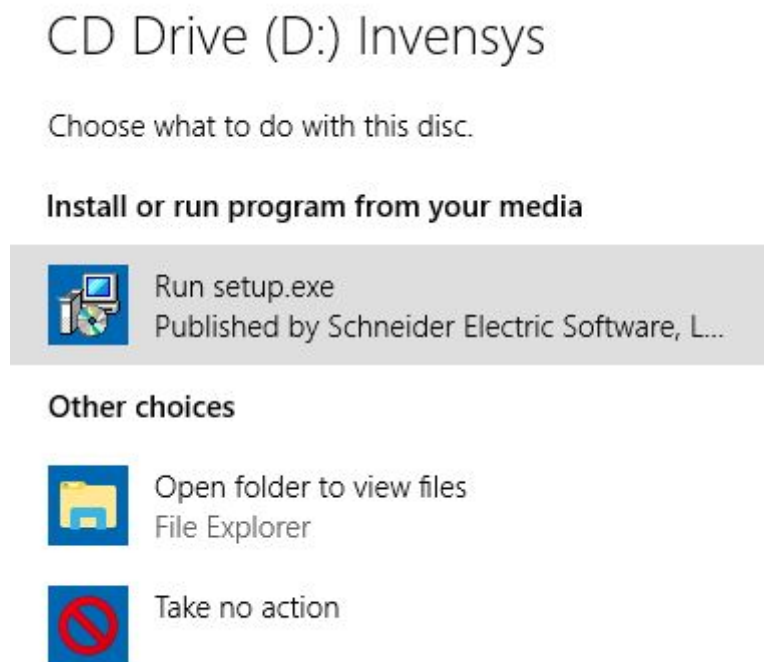 CD Drive (D:) Invensys
Choose what to do with this disc.
Install or run program from your media
Run setup.exe
Published by Schneider Electric Software, L...
Other choices
Open folder to view files
File Explorer
Take no action